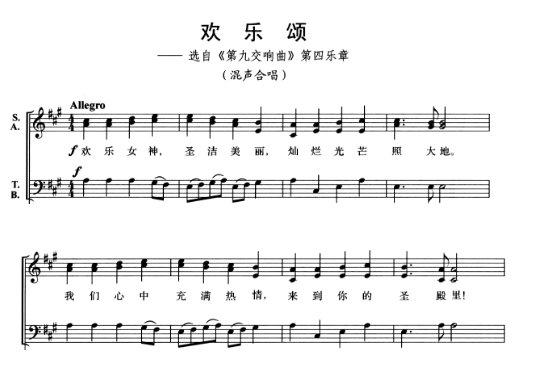 欢 乐 颂
—— 选自《第九交响曲》第四乐章
(混声合唱)
Allegro
S.
A.
f 欢 乐 女 神, 圣 洁 美 丽, 灿 烂 光 芒 照 大 地。
f
T.
B.
我 们 心 中 充 满 热 情, 来 到 你 的 圣 殿 里!